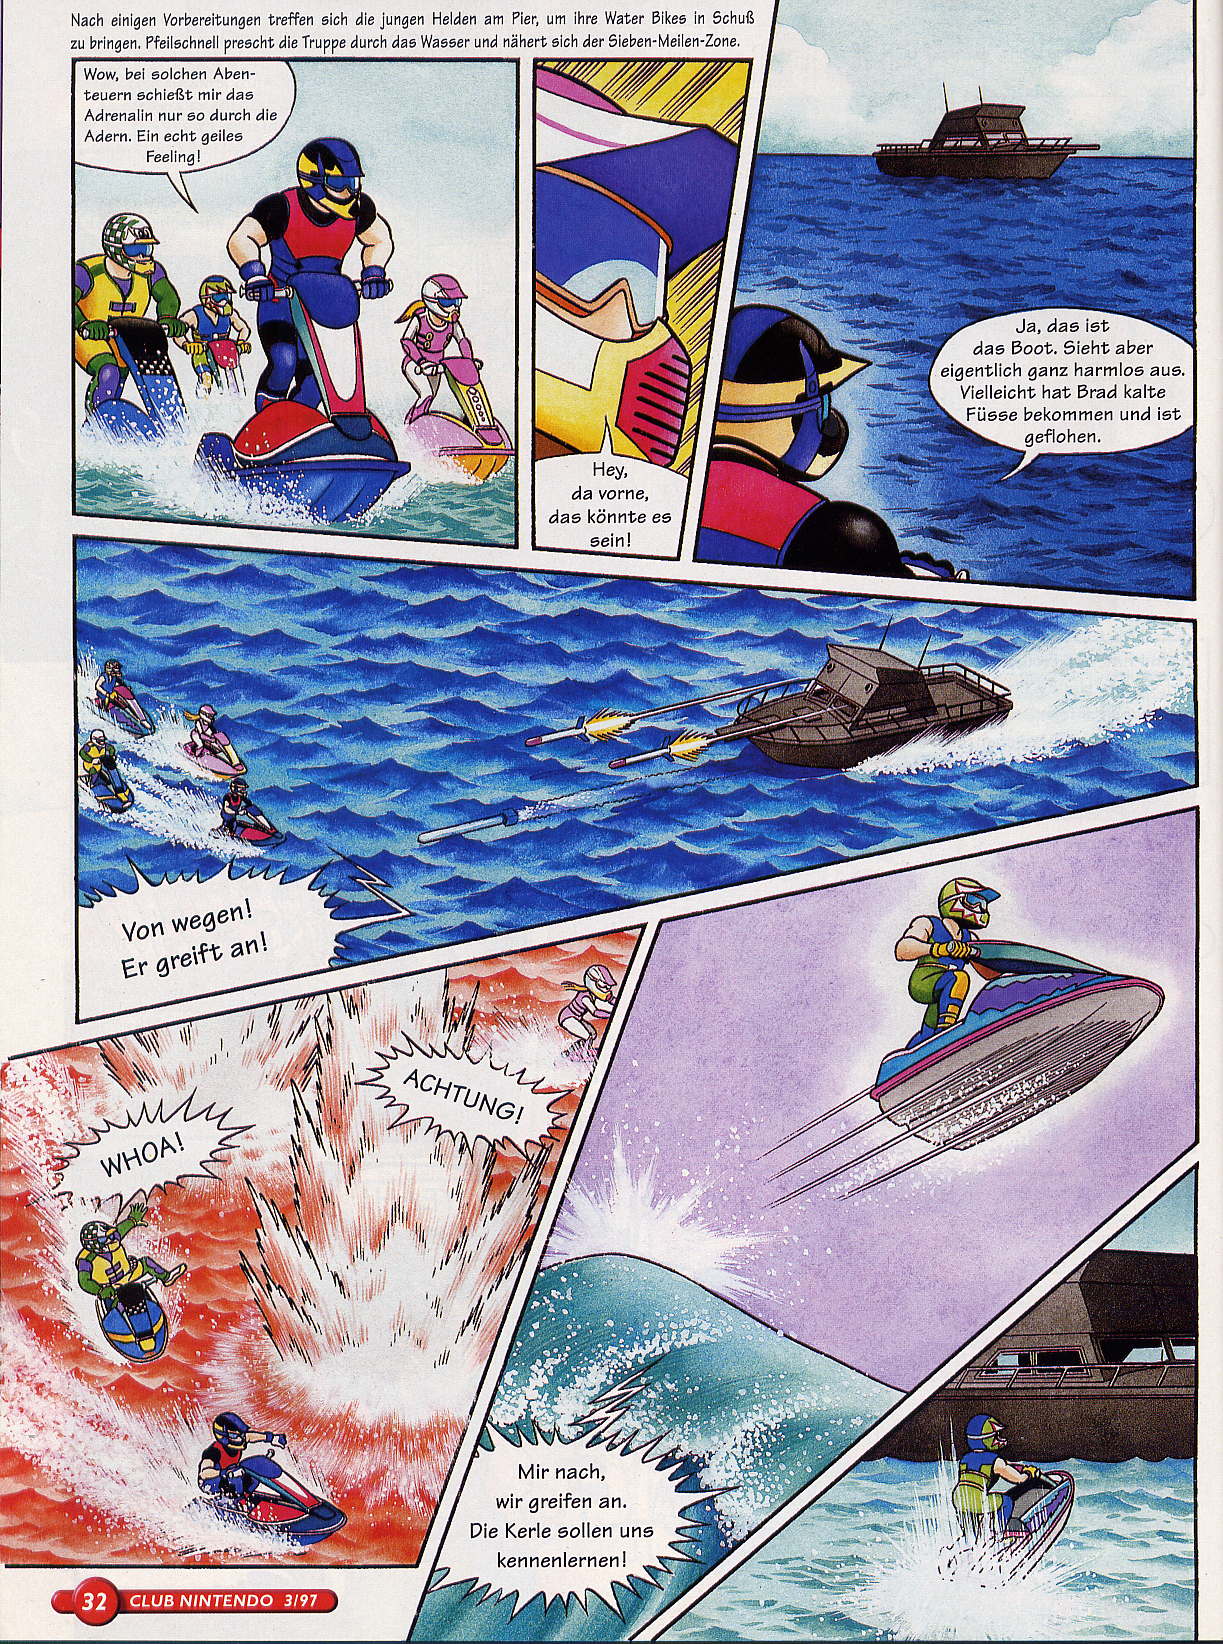 Nach einigen Vorbereitungen treffen sich die jungen Helden am Pier, um ihre Water Bikes in Schuß
zu bringen. Pfeilschnell prescht die Truppe durch das Wasser und nähert sich der Sieben-Meilen-Zone.
Wow, bei solchen Aben-
teuern schießt mir das
Adrenalin nur so durch die
Adern. Ein echt geiles
Feeling!
Hey,
da vorne,
das könnte es
sein!
Ja, das ist
das Boot. Sieht aber
eigentlich ganz harmlos aus.
Vielleicht hat Brad kalte
Füsse bekommen und ist
geflohen.
Von wegen!
Er greift an!
WHOA!
ACHTUNG!
Mir nach,
wir greifen an.
Die Kerle sollen uns
kennenlernen!
32 CLUB NINTENDO 3/97